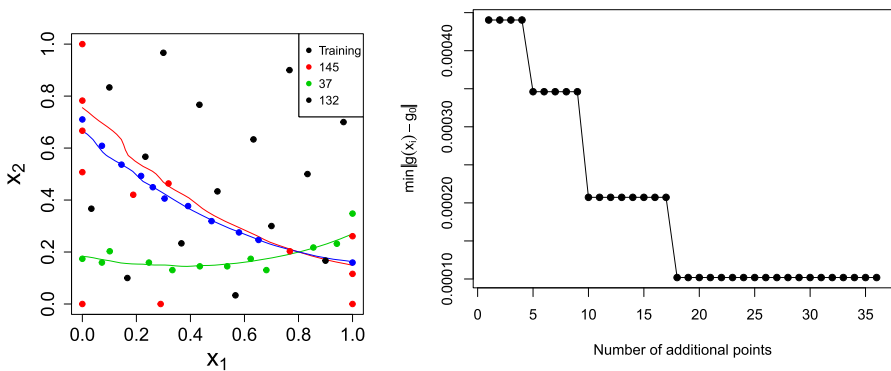 x2
1.0
0.8
0.6
0.4
0.2
0.0
Training
145
37
132
0.0 0.2 0.4 0.6 0.8 1.0
x1
min‖g(xi) − g0‖
0.00040
0.00030
0.00020
0.00010
0 5 10 15 20 25 30 35
Number of additional points